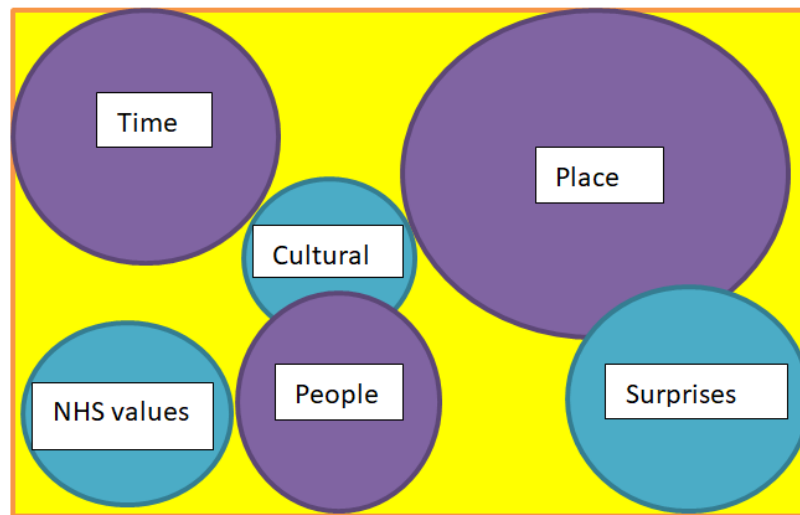 Time
Place
Cultural
People
Surprises
NHS values